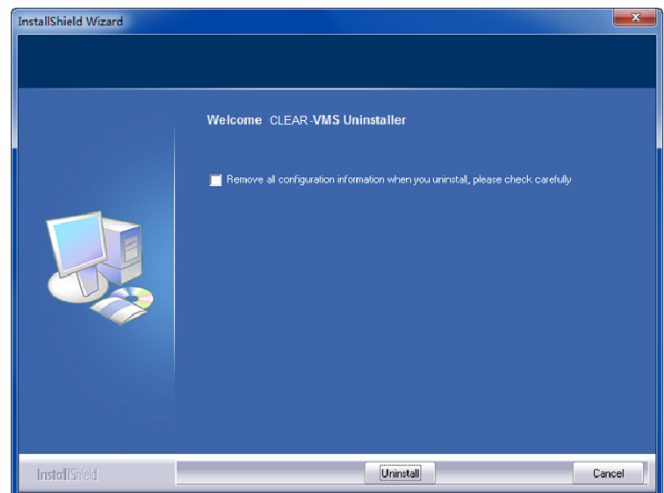 InstallShield Wizard
Welcome CLEAR-VMS Uninstaller
Remove all configuration information when you uninstall, please check carefully
InstallShield
Uninstall
Cancel